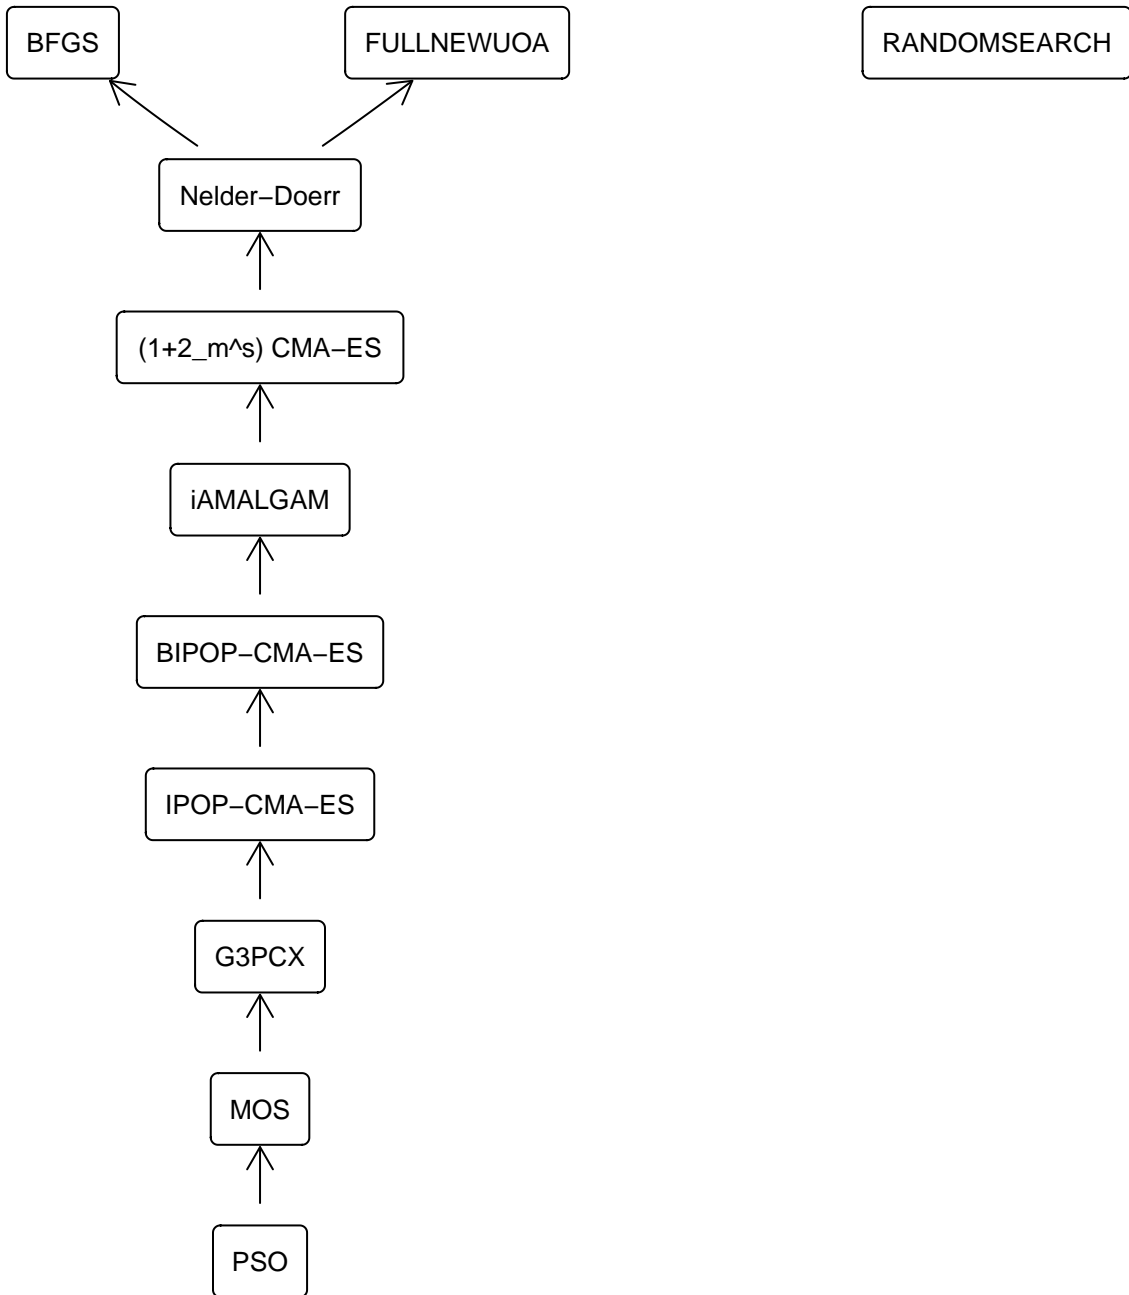 BFGS
FULLNEWUOA
RANDOMSEARCH
Nelder−Doerr
(1+2_m^s) CMA−ES
iAMALGAM
BIPOP−CMA−ES
IPOP−CMA−ES
G3PCX
MOS
PSO